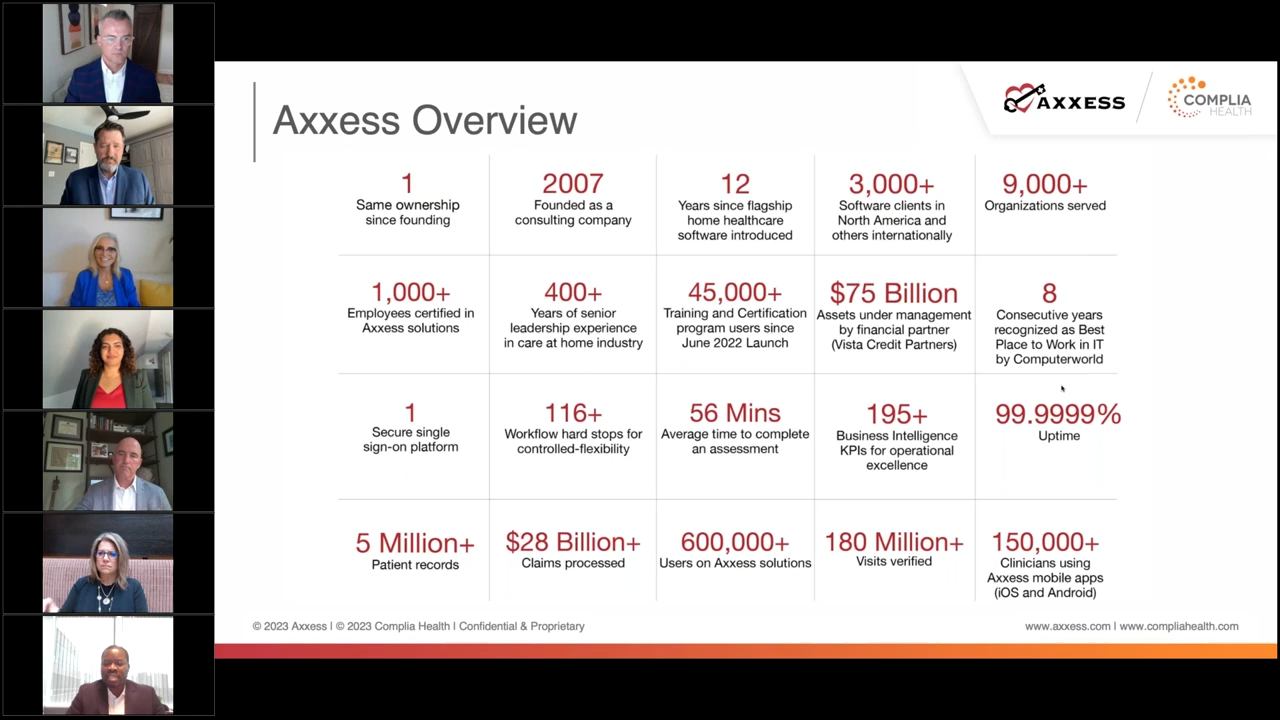 Axxess Overview
AXXESS
COMPLIA
HEALTH
1
Same ownership
since founding
2007
Founded as a
consulting company
12
Years since flagship
home healthcare
software introduced
3,000+
Software clients in
North America and
others internationally
9,000+
Organizations served
1,000+
Employees certified in
Axxess solutions
400+
Years of senior
leadership experience
in care at home industry
45,000+
Training and Certification
program users since
June 2022 Launch
$75 Billion
Assets under management
by financial partner
(Vista Credit Partners)
8
Consecutive years
recognized as Best
Place to Work in IT
by Computerworld
1
Secure single
sign-on platform
116+
Workflow hard stops for
controlled-flexibility
56 Mins
Average time to complete
an assessment
195+
Business Intelligence
KPIs for operational
excellence
99.9999%
Uptime
5 Million+
Patient records
$28 Billion+
Claims processed
600,000+
Users on Axxess solutions
180 Million+
Visits verified
150,000+
Clinicians using
Axxess mobile apps
(iOS and Android)
© 2023 Axxess | © 2023 Complia Health | Confidential & Proprietary
www.axxess.com | www.compliahealth.com